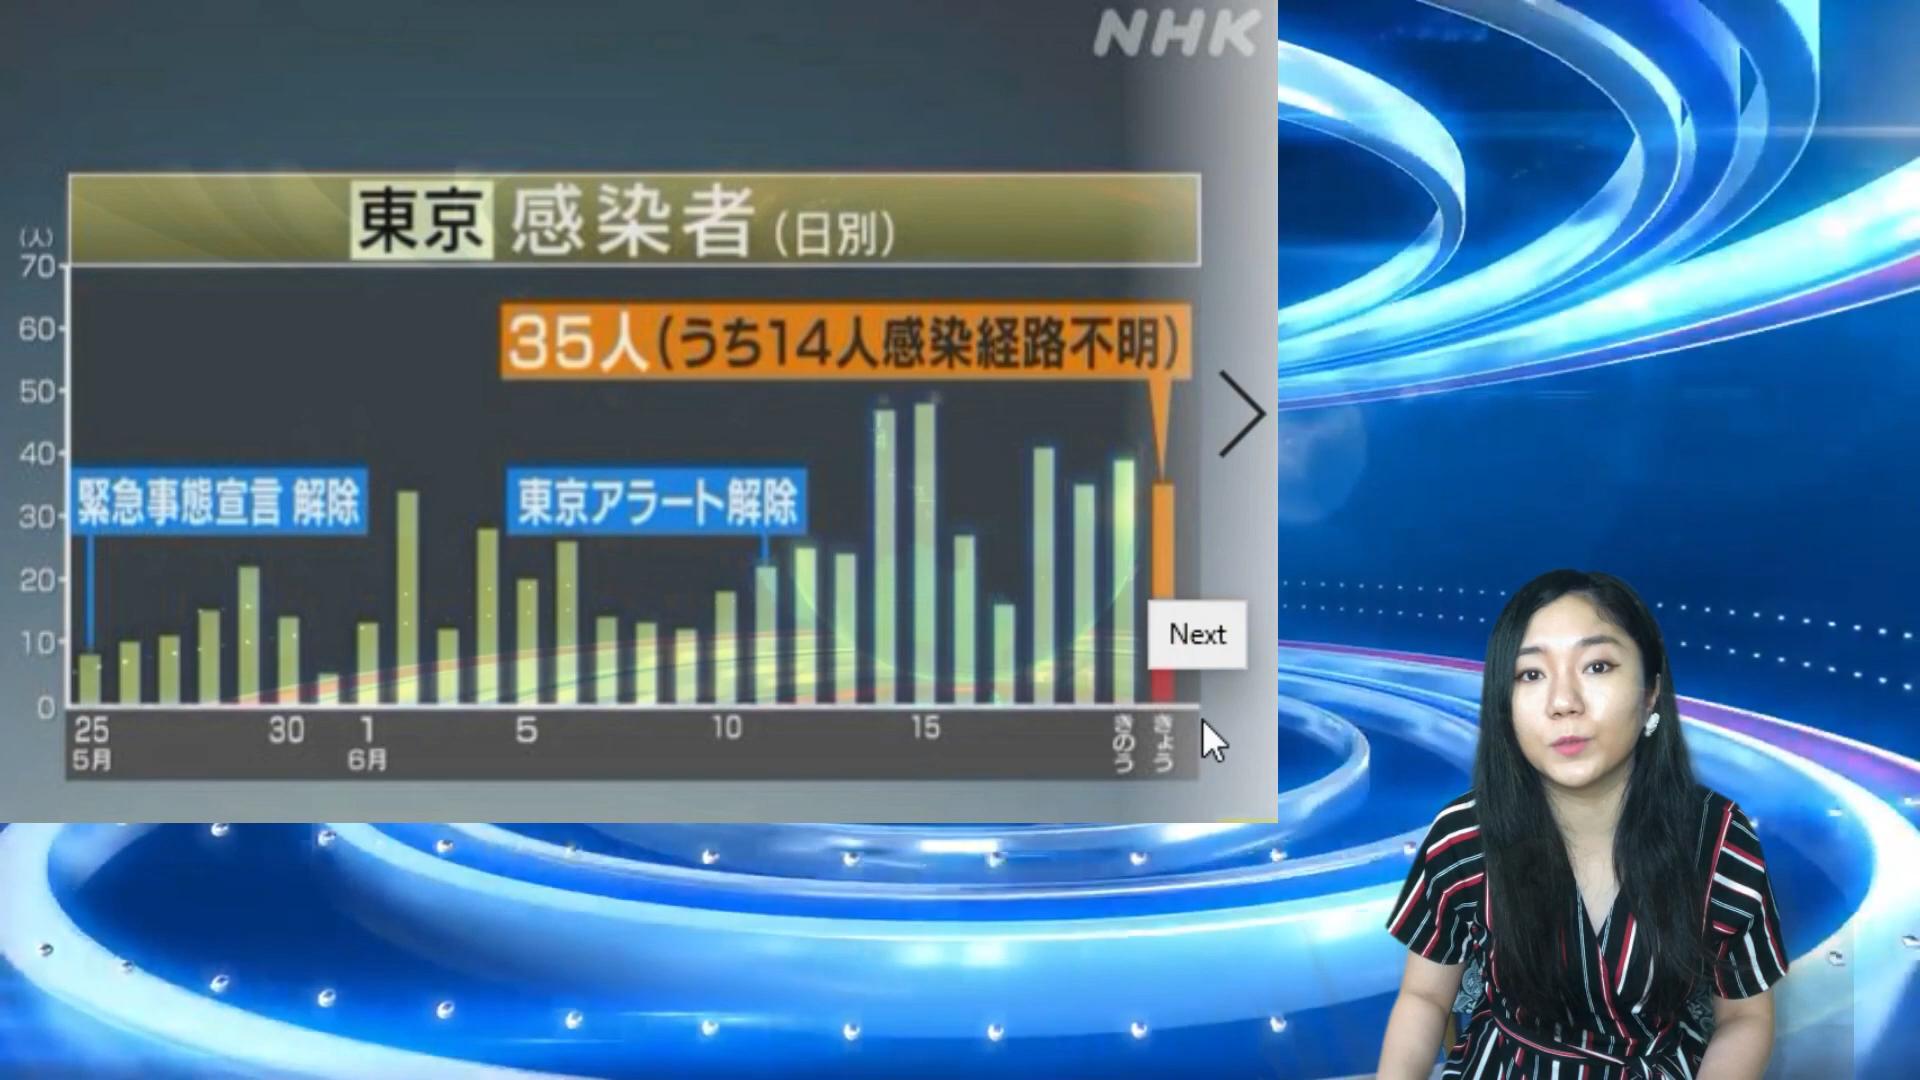 NHK
東京 感染者(日別)
(人)
70
60
50
40
30
20
10
0
35人(うち14人感染経路不明)
緊急事態宣言 解除
東京アラート解除
Next
25 30 1 5 10 15 きのう きょう
5月 6月